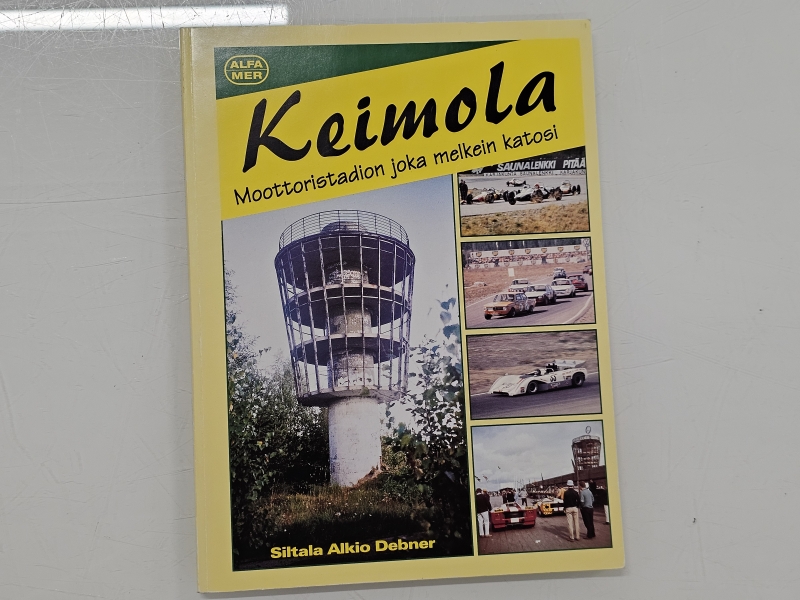 ALFA
MER
Keimola
Moottoristadion joka melkein katosi
SAUNALENKKI PITÄÄ
Siltala Alkio Debner